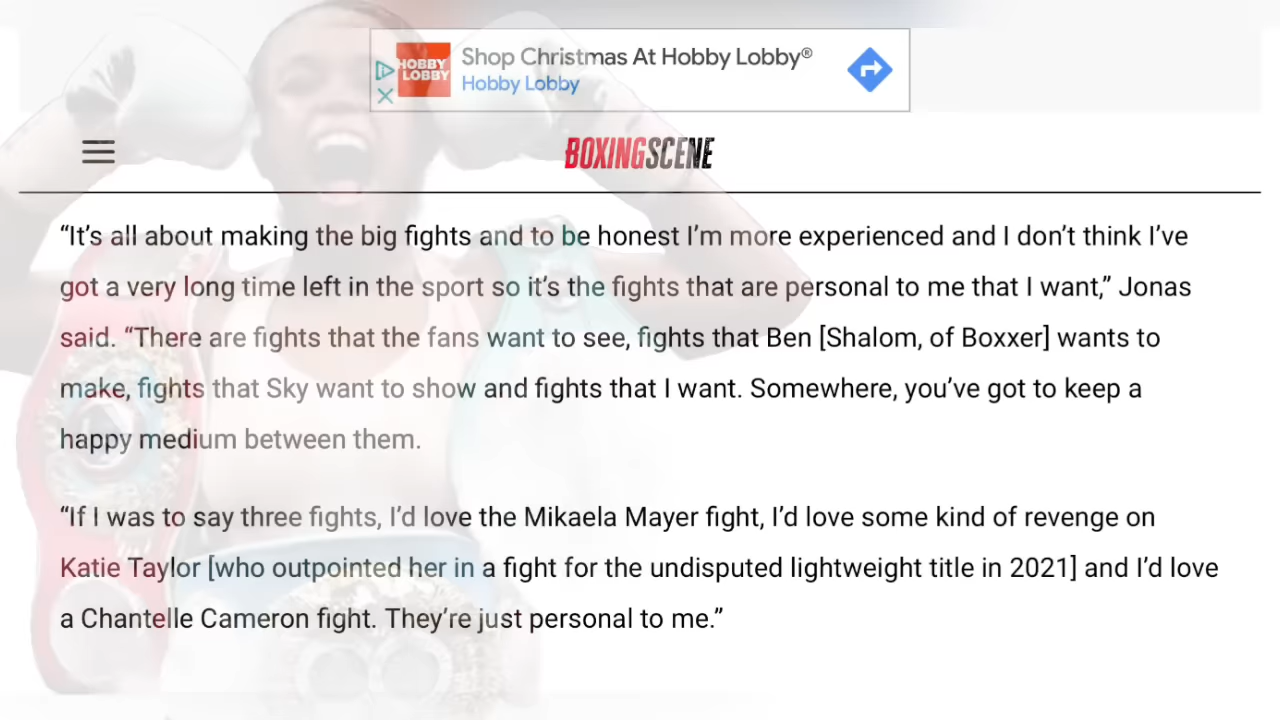 Shop Christmas At Hobby Lobby®
HOBBY
LOBBY
Hobby Lobby
BOXINGSCENE
“It’s all about making the big fights and to be honest I’m more experienced and I don’t think I’ve
got a very long time left in the sport so it’s the fights that are personal to me that I want,” Jonas
said. “There are fights that the fans want to see, fights that Ben [Shalom, of Boxxer] wants to
make, fights that Sky want to show and fights that I want. Somewhere, you’ve got to keep a
happy medium between them.
“If I was to say three fights, I’d love the Mikaela Mayer fight, I’d love some kind of revenge on
Katie Taylor [who outpointed her in a fight for the undisputed lightweight title in 2021] and I’d love
a Chantelle Cameron fight. They’re just personal to me.”